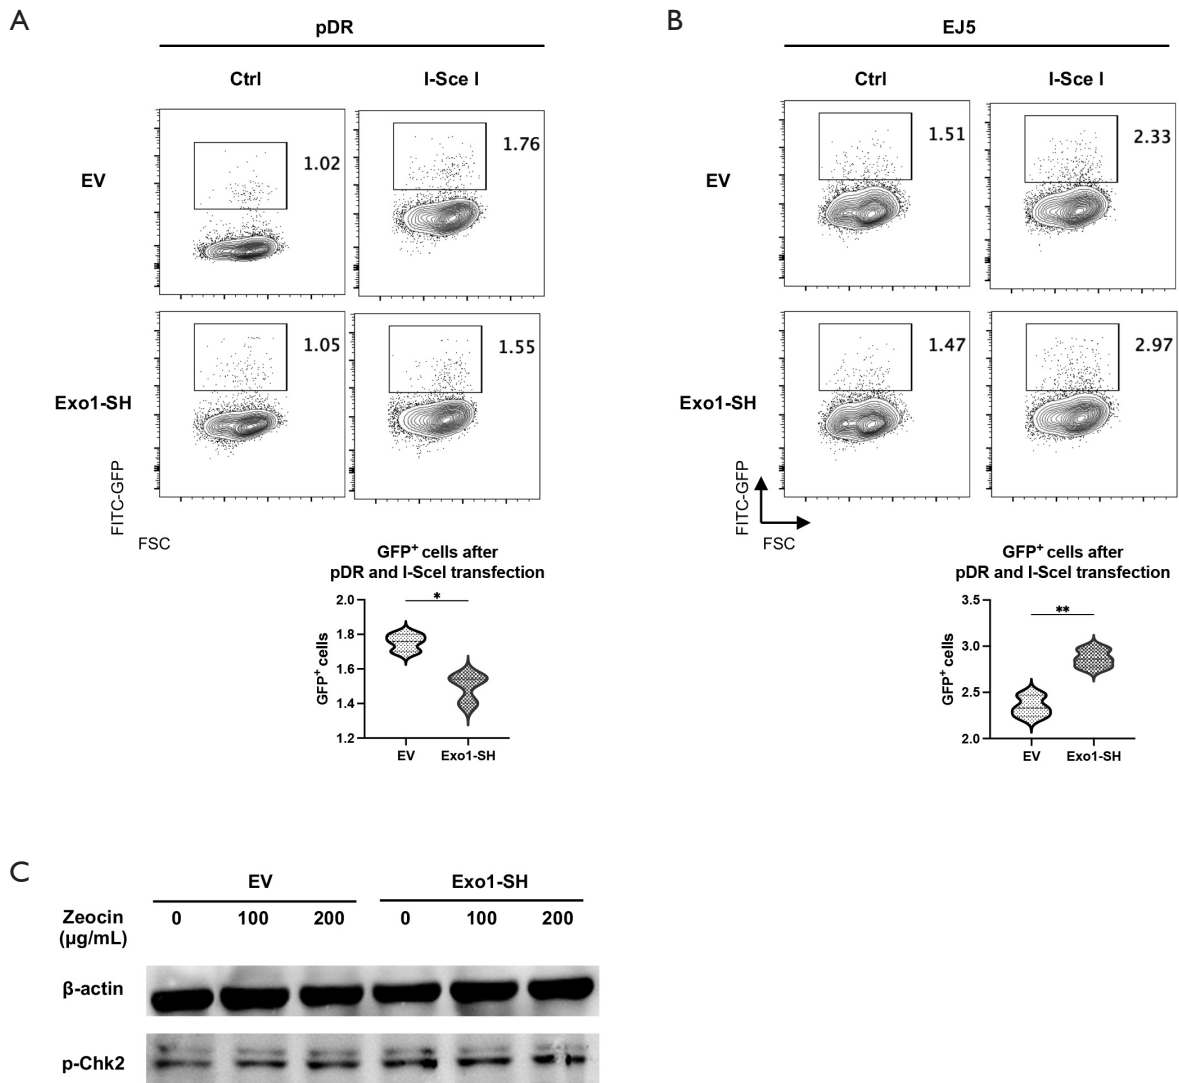 A
pDR
Ctrl
I-Sce I
EV
1.02
1.76
Exo1-SH
1.05
1.55
FITC-GFP
FSC
GFP+ cells after
pDR and I-SceI transfection
*
GFP+ cells
2.0
1.8
1.6
1.4
1.2
EV
Exo1-SH
B
EJ5
Ctrl
I-Sce I
EV
1.51
2.33
Exo1-SH
1.47
2.97
FITC-GFP
FSC
GFP+ cells after
pDR and I-SceI transfection
**
GFP+ cells
3.5
3.0
2.5
2.0
EV
Exo1-SH
C
EV
Exo1-SH
Zeocin
(µg/mL)
0 100 200 0 100 200
β-actin
p-Chk2